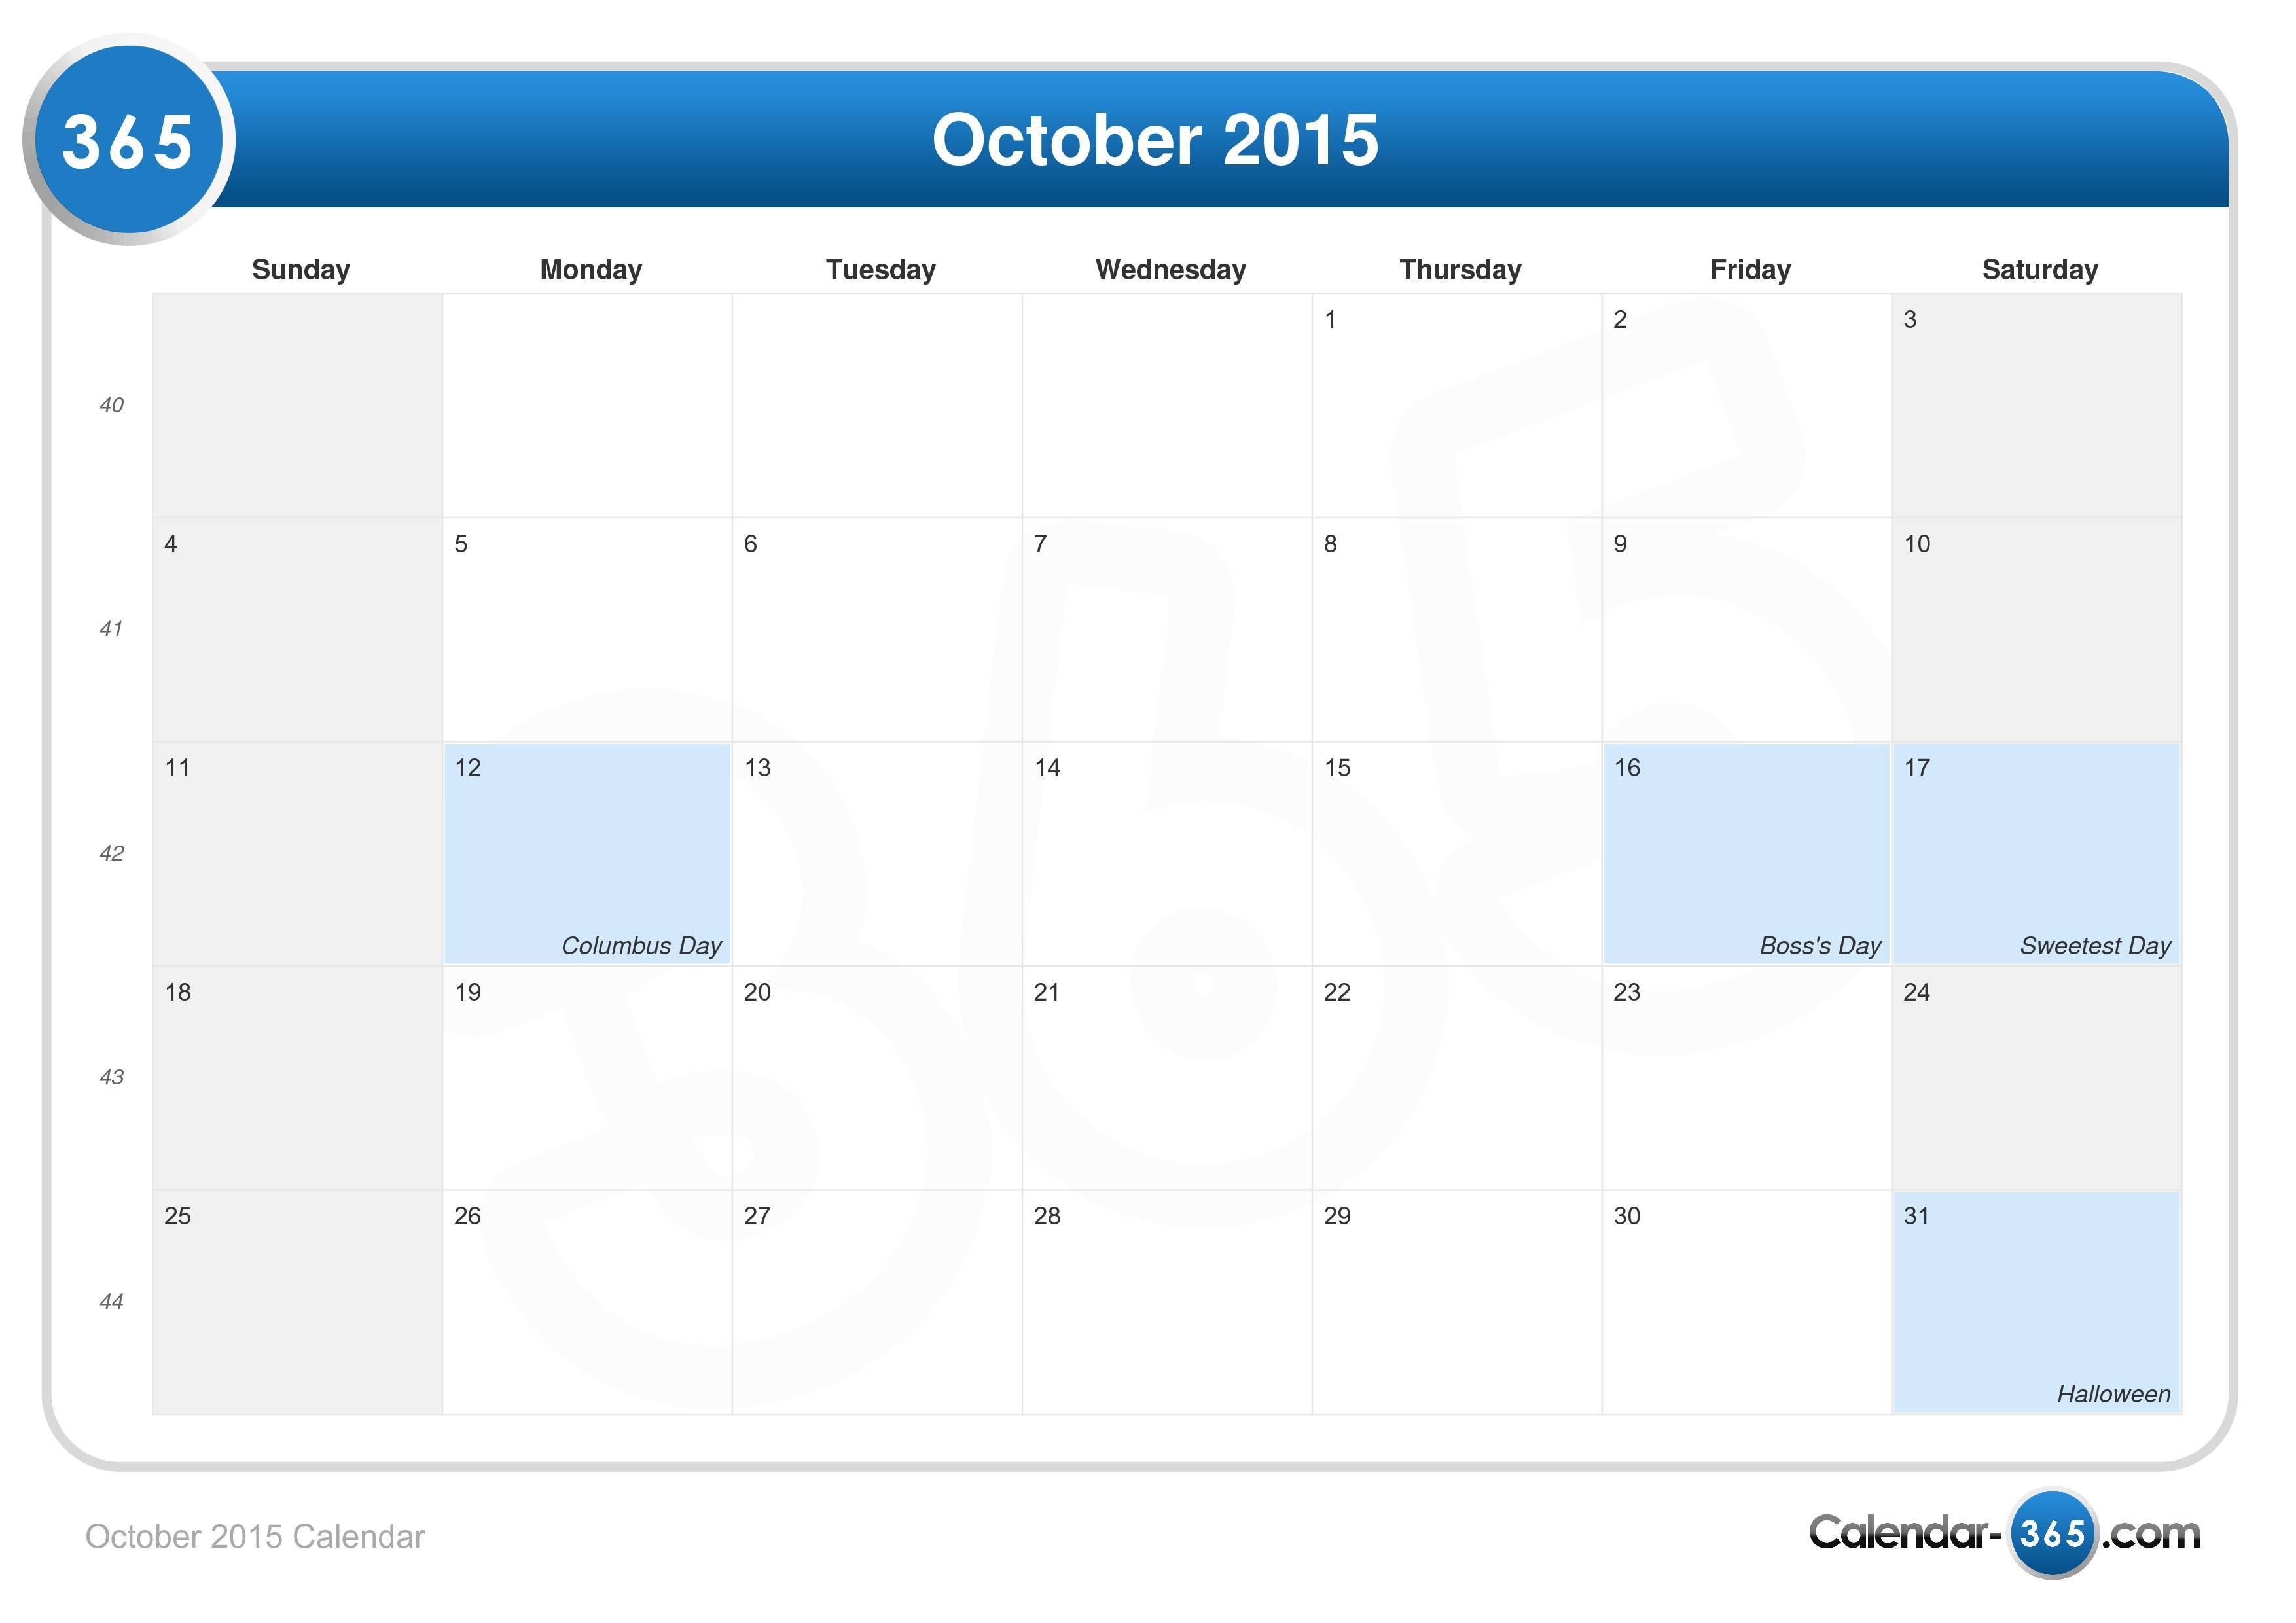 365
October 2015
Sunday Monday Tuesday Wednesday Thursday Friday Saturday
1 2 3
40
4 5 6 7 8 9 10
41
11 12 13 14 15 16 17
42
Columbus Day Boss's Day Sweetest Day
18 19 20 21 22 23 24
43
25 26 27 28 29 30 31
44
Halloween
October 2015 Calendar
Calendar-365.com